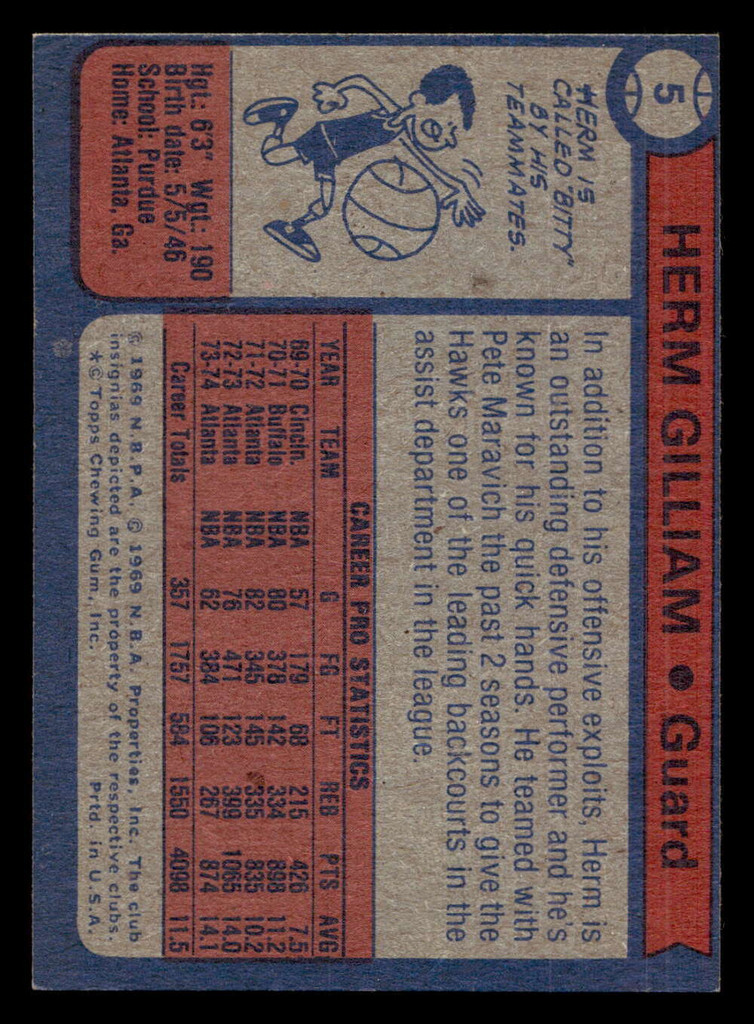 5
HERM GILLIAM • Guard
HERM IS
CALLED "BITTY"
BY HIS
TEAMMATES.
Hgt.: 6'3" Wgt.: 190
Birth date: 5/5/46
School: Purdue
Home: Atlanta, Ga.
In addition to his offensive exploits, Herm is
an outstanding defensive performer and he's
known for his quick hands. He teamed with
Pete Maravich the past 2 seasons to give the
Hawks one of the leading backcourts in the
assist department in the league.
CAREER PRO STATISTICS
YEAR TEAM G FG FT REB PTS AVG
69-70 Cincin. NBA 57 179 68 215 426 7.5
70-71 Buffalo NBA 80 378 142 334 898 11.2
71-72 Atlanta NBA 82 345 145 335 835 10.2
72-73 Atlanta NBA 76 471 123 399 1065 14.0
73-74 Atlanta NBA 62 384 106 267 874 14.1
Career Totals 357 1757 584 1550 4098 11.5
© 1969 N.B.P.A. © 1969 N.B.A. Properties, Inc. The club
insignias depicted are the property of the respective clubs.
*© Topps Chewing Gum, Inc. Prtd. in U.S.A.